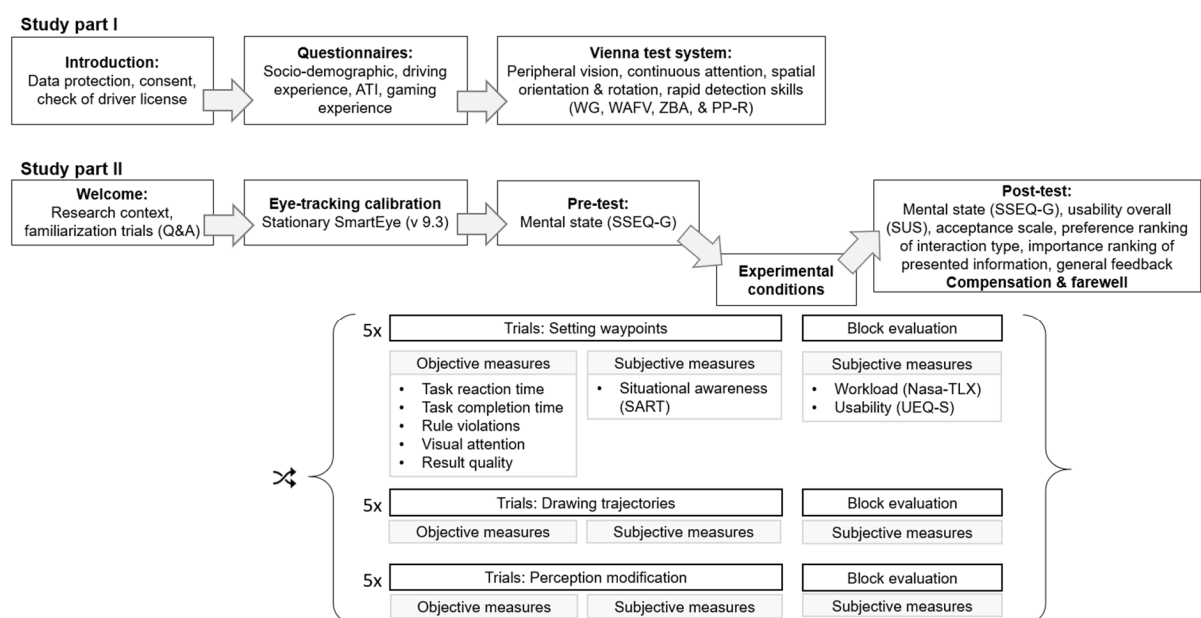 Study part I
Introduction:
Data protection, consent,
check of driver license
Questionnaires:
Socio-demographic, driving
experience, ATI, gaming
experience
Vienna test system:
Peripheral vision, continuous attention, spatial
orientation & rotation, rapid detection skills
(WG, WAFV, ZBA, & PP-R)
Study part II
Welcome:
Research context,
familiarization trials (Q&A)
Eye-tracking calibration
Stationary SmartEye (v 9.3)
Pre-test:
Mental state (SSEQ-G)
Experimental
conditions
Post-test:
Mental state (SSEQ-G), usability overall
(SUS), acceptance scale, preference ranking
of interaction type, importance ranking of
presented information, general feedback
Compensation & farewell
5x
Trials: Setting waypoints
Block evaluation
Objective measures
• Task reaction time
• Task completion time
• Rule violations
• Visual attention
• Result quality
Subjective measures
• Situational awareness
(SART)
Subjective measures
• Workload (Nasa-TLX)
• Usability (UEQ-S)
5x
Trials: Drawing trajectories
Block evaluation
Objective measures
Subjective measures
Subjective measures
5x
Trials: Perception modification
Block evaluation
Objective measures
Subjective measures
Subjective measures